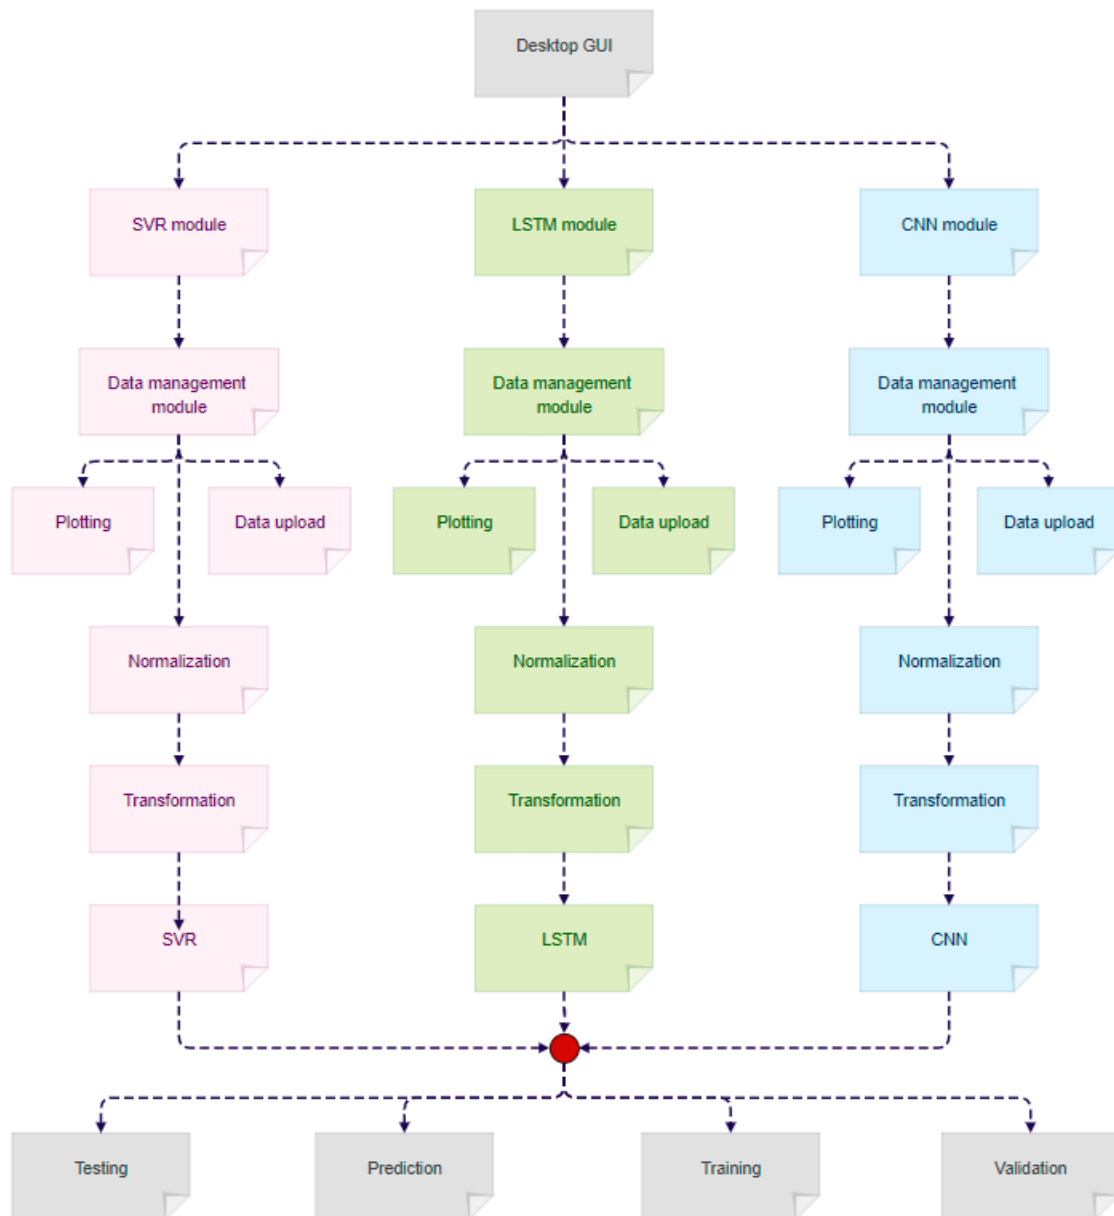 Desktop GUI
SVR module
LSTM module
CNN module
Data management
module
Data management
module
Data management
module
Plotting
Data upload
Plotting
Data upload
Plotting
Data upload
Normalization
Normalization
Normalization
Transformation
Transformation
Transformation
SVR
LSTM
CNN
Testing
Prediction
Training
Validation